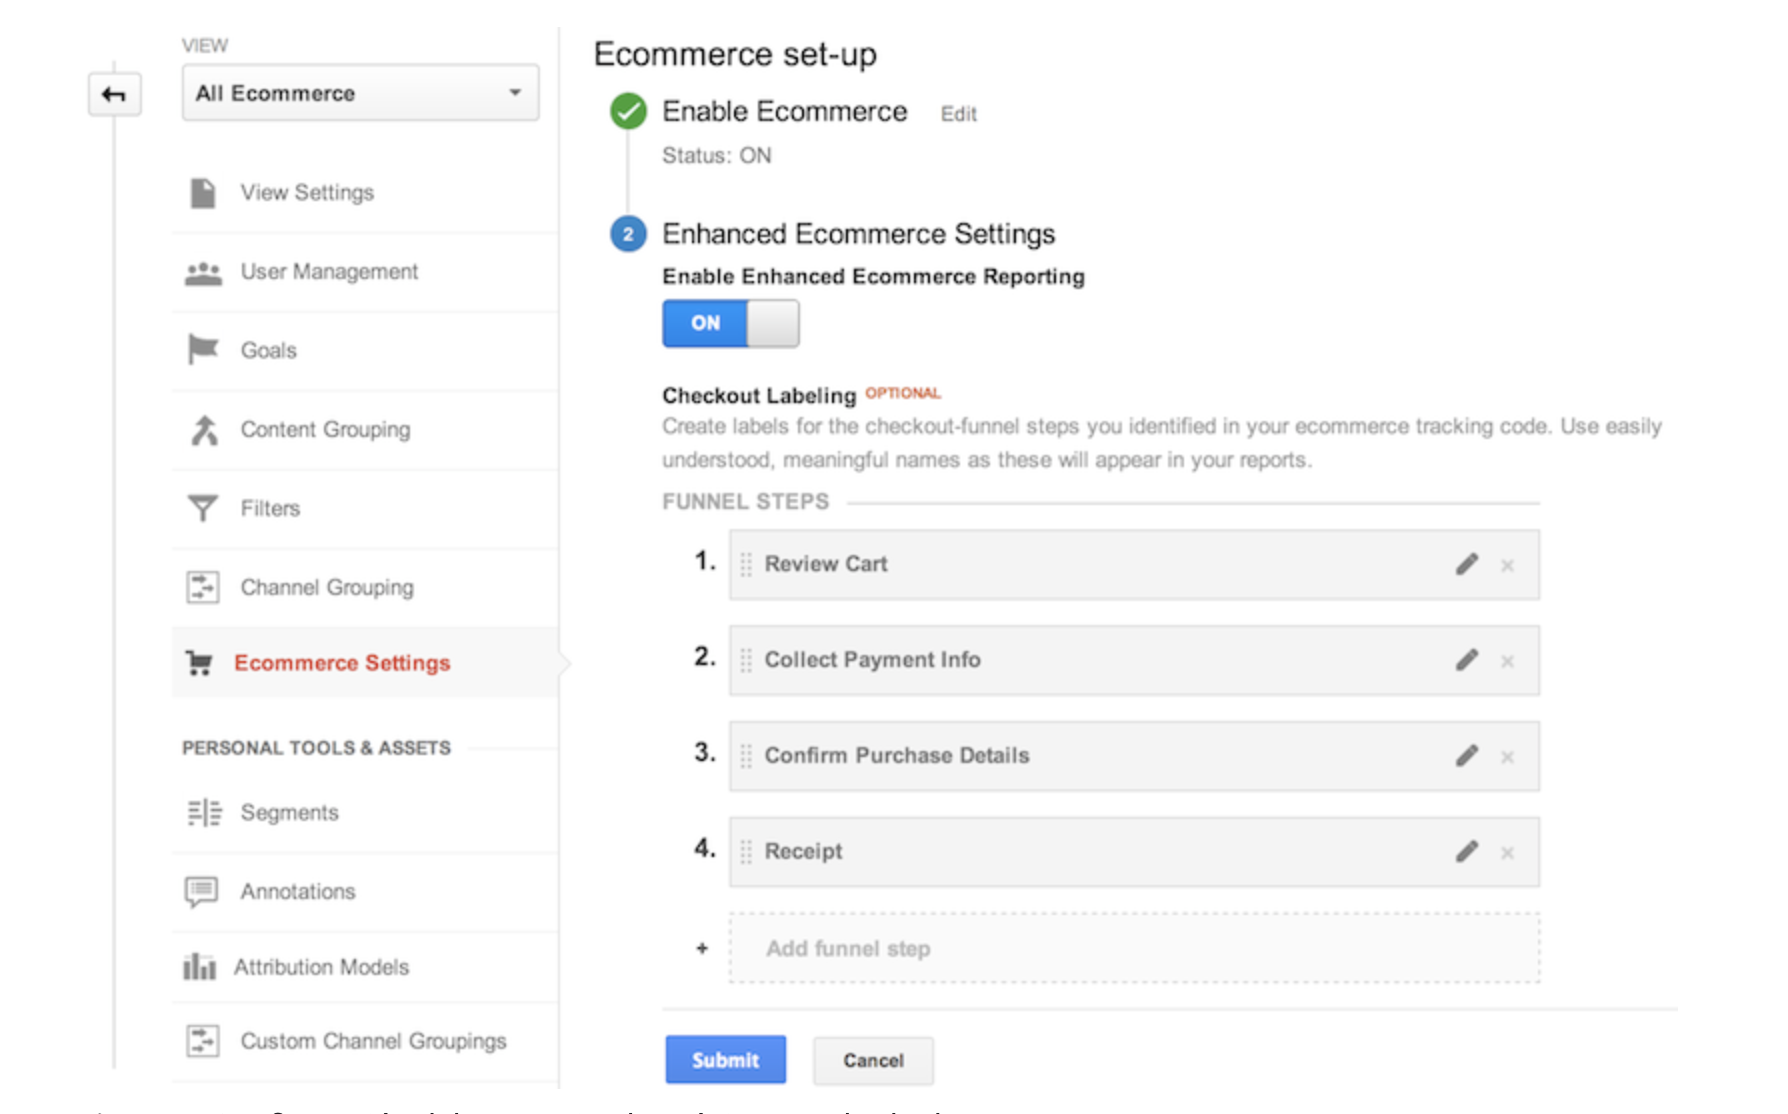 VIEW
All Ecommerce
View Settings
User Management
Goals
Content Grouping
Filters
Channel Grouping
Ecommerce Settings
PERSONAL TOOLS & ASSETS
Segments
Annotations
Attribution Models
Custom Channel Groupings
Ecommerce set-up
Enable Ecommerce Edit
Status: ON
2 Enhanced Ecommerce Settings
Enable Enhanced Ecommerce Reporting
ON
Checkout Labeling OPTIONAL
Create labels for the checkout-funnel steps you identified in your ecommerce tracking code. Use easily
understood, meaningful names as these will appear in your reports.
FUNNEL STEPS
1. Review Cart
2. Collect Payment Info
3. Confirm Purchase Details
4. Receipt
+ Add funnel step
Submit Cancel